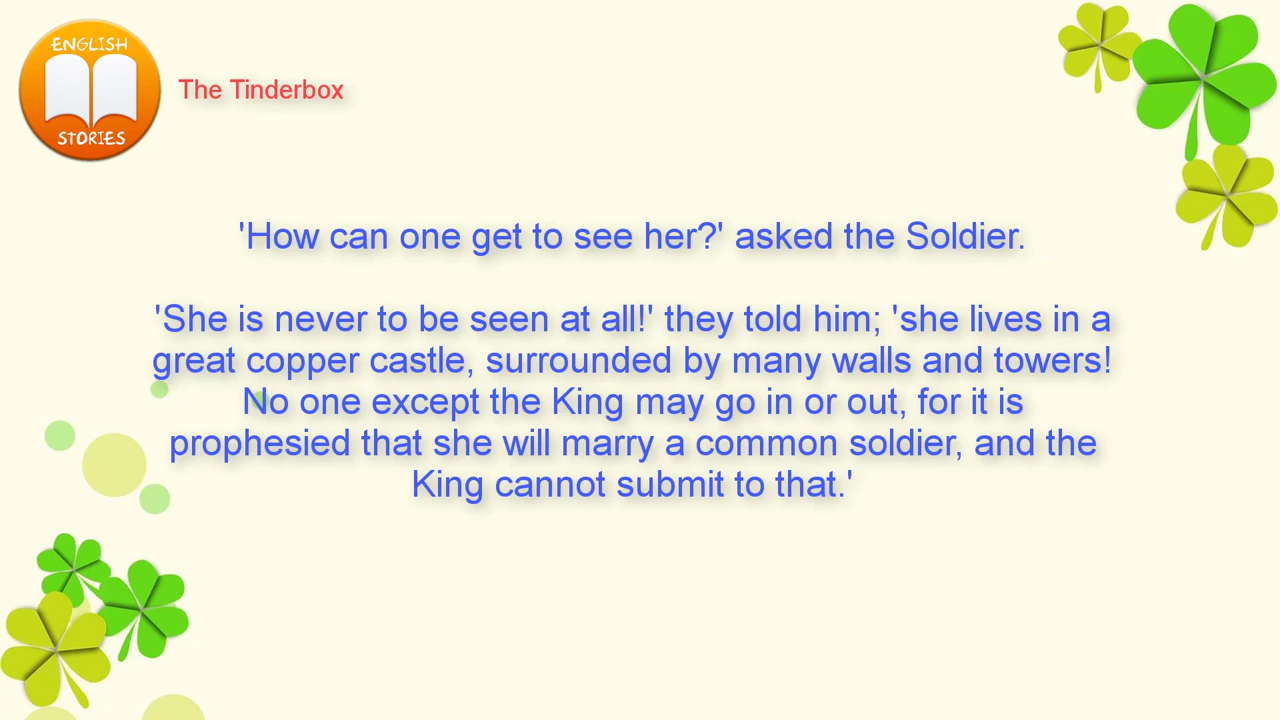 ENGLISH
STORIES
The Tinderbox
'How can one get to see her?' asked the Soldier.
'She is never to be seen at all!' they told him; 'she lives in a
great copper castle, surrounded by many walls and towers!
No one except the King may go in or out, for it is
prophesied that she will marry a common soldier, and the
King cannot submit to that.'